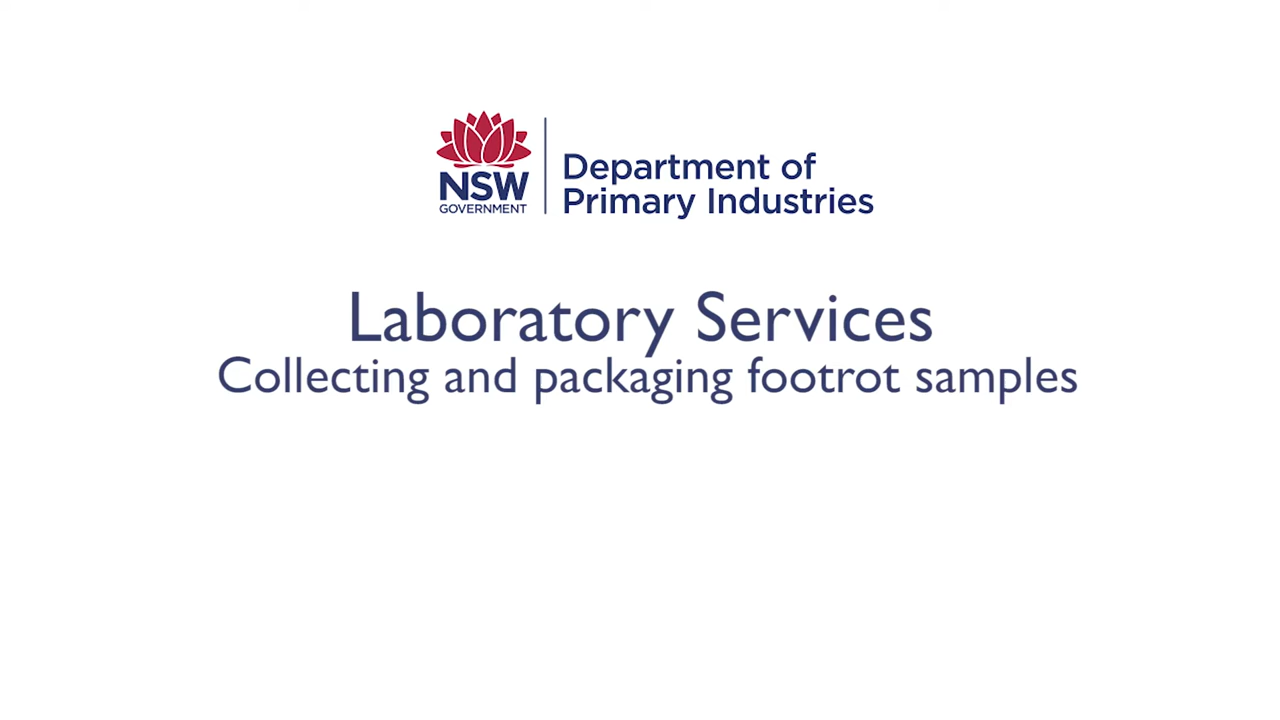 NSW
GOVERNMENT
Department of
Primary Industries
Laboratory Services
Collecting and packaging footrot samples